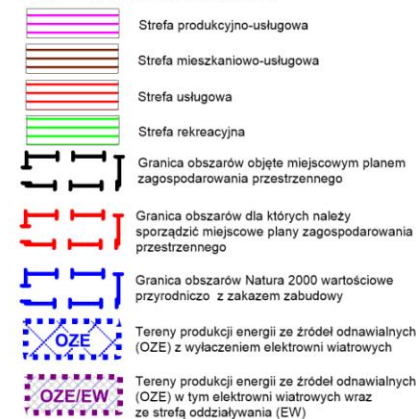 Strefa produkcyjno-usługowa
Strefa mieszkaniowo-usługowa
Strefa usługowa
Strefa rekreacyjna
Granica obszarów objęte miejscowym planem
zagospodarowania przestrzennego
Granica obszarów dla których należy
sporządzić miejscowe plany zagospodarowania
przestrzennego
Granica obszarów Natura 2000 wartościowe
przyrodniczo z zakazem zabudowy
OZE
Tereny produkcji energii ze źródeł odnawialnych
(OZE) z wyłaczeniem elektrowni wiatrowych
OZE/EW
Tereny produkcji energii ze źródeł odnawialnych
(OZE) w tym elektrowni wiatrowych wraz
ze strefą oddziaływania (EW)